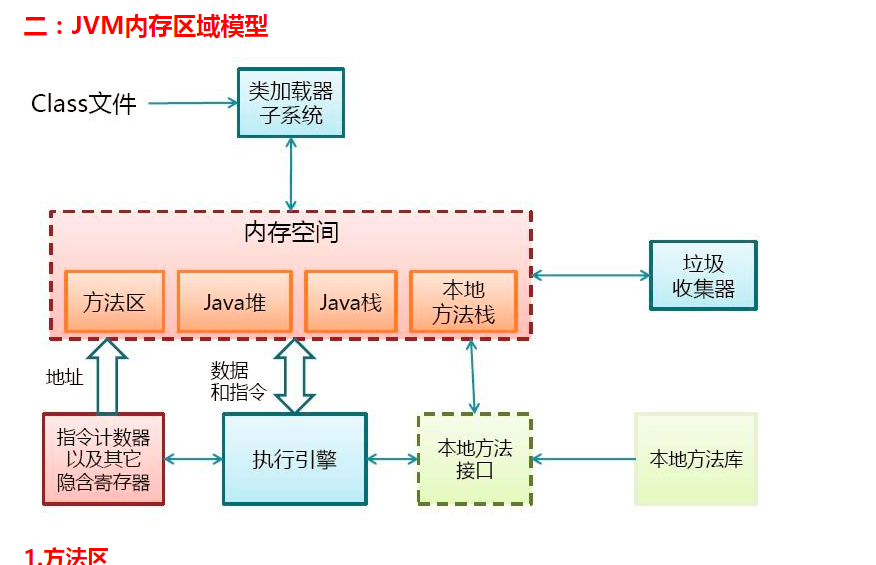 二：JVM内存区域模型
Class文件
类加载器
子系统
内存空间
方法区
Java堆
Java栈
本地
方法栈
垃圾
收集器
地址
数据
和指令
指令计数器
以及其它
隐含寄存器
执行引擎
本地方法
接口
本地方法库
1.方法区